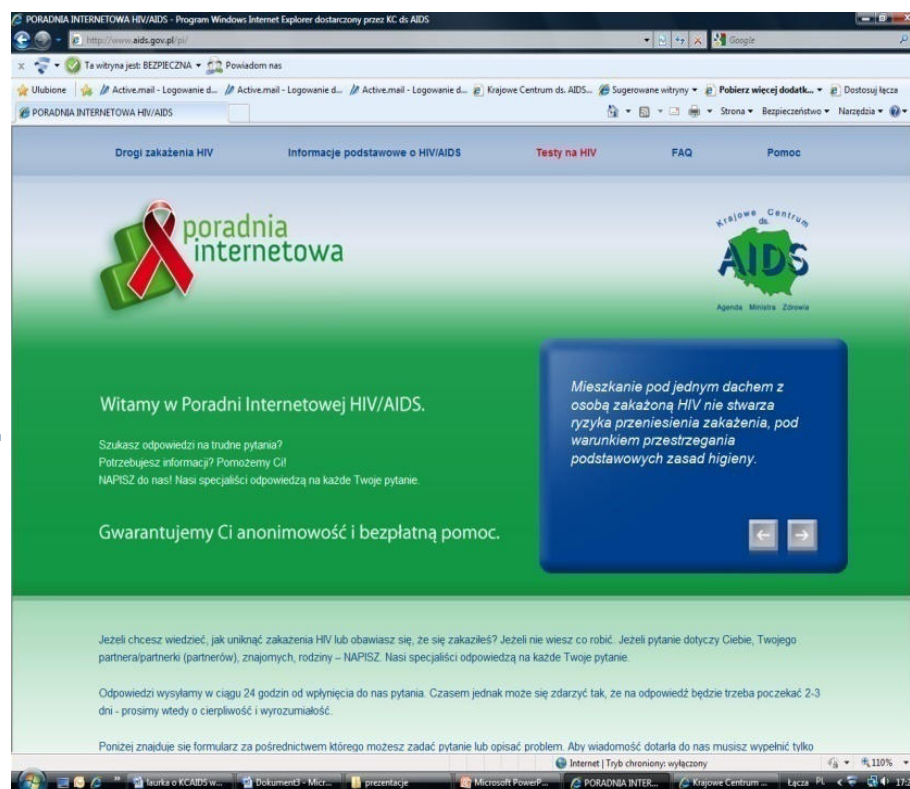 PORADNIA INTERNETOWA HIV/AIDS - Program Windows Internet Explorer dostarczony przez KC ds AIDS
http://www.aids.gov.pl/pi/
Google
x Ta witryna jest: BEZPIECZNA Powiadom nas
Ulubione Active.mail - Logowanie d... Active.mail - Logowanie d... Active.mail - Logowanie d... Krajowe Centrum ds. AIDS... Sugerowane witryny Pobierz więcej dodatk... Dostosuj łącza
PORADNIA INTERNETOWA HIV/AIDS Strona Bezpieczeństwo Narzędzia
Drogi zakażenia HIV Informacje podstawowe o HIV/AIDS Testy na HIV FAQ Pomoc
poradnia
internetowa
Krajowe Centrum
ds.
AIDS
Agenda Ministra Zdrowia
Witamy w Poradni Internetowej HIV/AIDS.
Szukasz odpowiedzi na trudne pytania?
Potrzebujesz informacji? Pomożemy Ci!
NAPISZ do nas! Nasi specjaliści odpowiedzą na każde Twoje pytanie.
Gwarantujemy Ci anonimowość i bezpłatną pomoc.
Mieszkanie pod jednym dachem z
osobą zakażoną HIV nie stwarza
ryzyka przeniesienia zakażenia, pod
warunkiem przestrzegania
podstawowych zasad higieny.
Jeżeli chcesz wiedzieć, jak uniknąć zakażenia HIV lub obawiasz się, że się zakaziłeś? Jeżeli nie wiesz co robić. Jeżeli pytanie dotyczy Ciebie, Twojego
partnera/partnerki (partnerów), znajomych, rodziny – NAPISZ. Nasi specjaliści odpowiedzą na każde Twoje pytanie.
Odpowiedzi wysyłamy w ciągu 24 godzin od wpłynięcia do nas pytania. Czasem jednak może się zdarzyć tak, że na odpowiedź będzie trzeba poczekać 2-3
dni - prosimy wtedy o cierpliwość i wyrozumiałość.
Poniżej znajduje się formularz za pośrednictwem którego możesz zadać pytanie lub opisać problem. Aby wiadomość dotarła do nas musisz wypełnić tylko
Internet | Tryb chroniony: wyłączony 110%
laurka o KCAIDS w... Dokument3 - Micr... prezentacje Microsoft PowerP... PORADNIA INTER... Krajowe Centrum ... Łącza PL